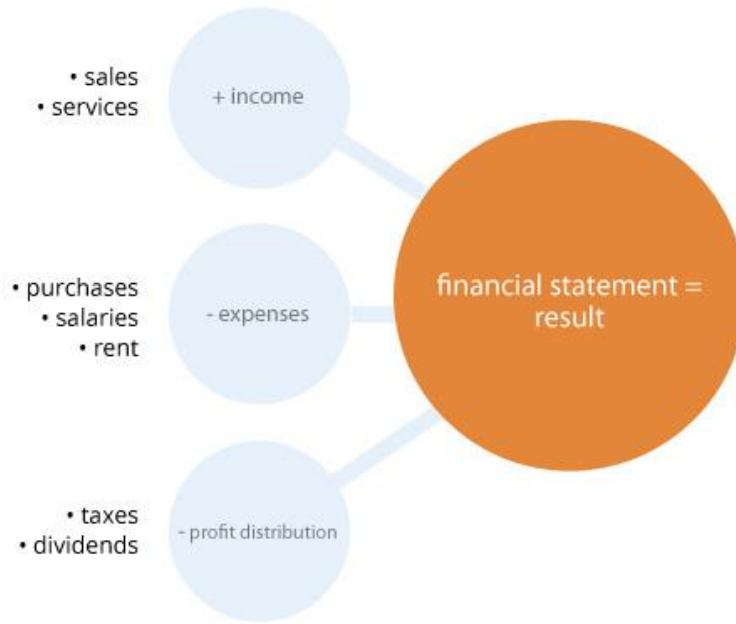 • sales
• services
+ income
• purchases
• salaries
• rent
- expenses
• taxes
• dividends
- profit distribution
financial statement =
result